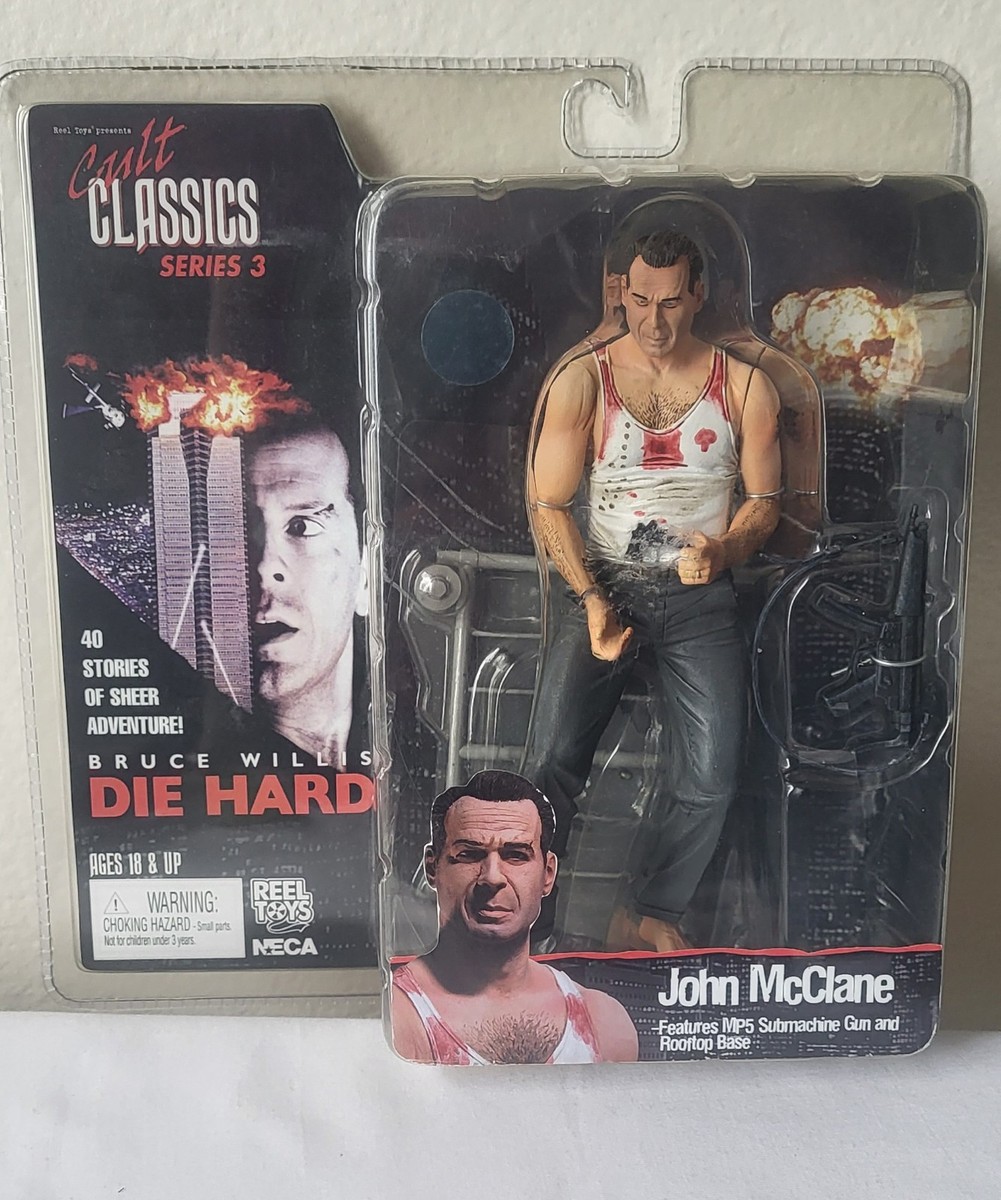 Reel Toys presents
Cult
CLASSICS
SERIES 3
40
STORIES
OF SHEER
ADVENTURE!
BRUCE WILLIS
DIE HARD
AGES 18 & UP
WARNING:
CHOKING HAZARD - Small parts.
Not for children under 3 years.
REEL
TOYS
NECA
John McClane
-Features MP5 Submachine Gun and
Rooftop Base